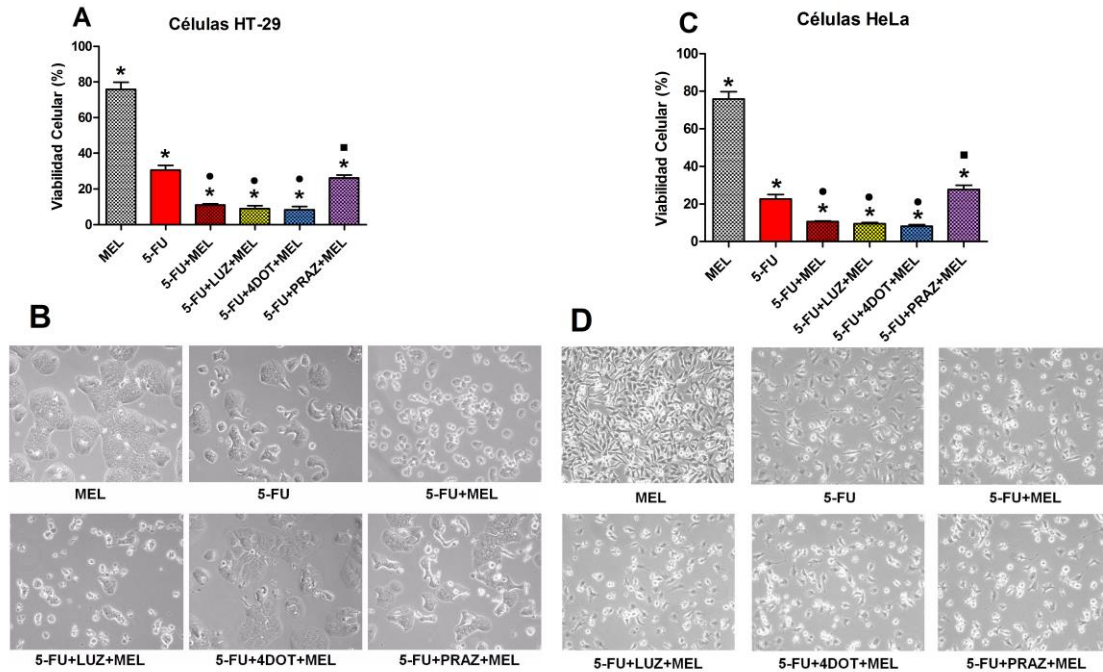 A
Células HT-29
Viabilidad Celular (%)
100
80
60
40
20
0
*
*
•
*
•
*
•
*
■
*
MEL
5-FU
5-FU+MEL
5-FU+LUZ+MEL
5-FU+4DOT+MEL
5-FU+PRAZ+MEL
C
Células HeLa
Viabilidad Celular (%)
100
80
60
40
20
0
*
*
•
*
•
*
•
*
■
*
MEL
5-FU
5-FU+MEL
5-FU+LUZ+MEL
5-FU+4DOT+MEL
5-FU+PRAZ+MEL
B
MEL
5-FU
5-FU+MEL
5-FU+LUZ+MEL
5-FU+4DOT+MEL
5-FU+PRAZ+MEL
D
MEL
5-FU
5-FU+MEL
5-FU+LUZ+MEL
5-FU+4DOT+MEL
5-FU+PRAZ+MEL